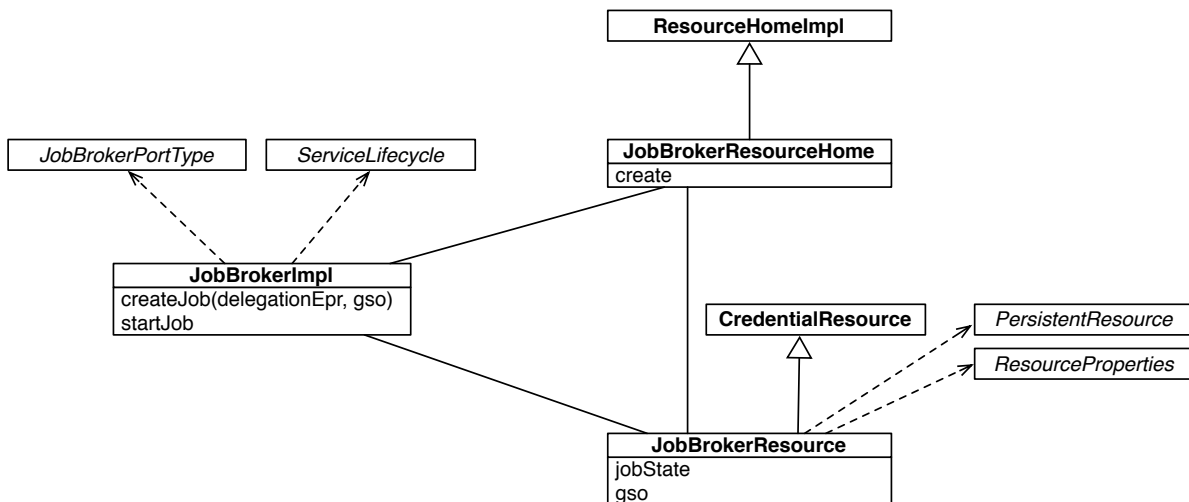 ResourceHomeImpl
JobBrokerPortType
ServiceLifecycle
JobBrokerResourceHome
create
JobBrokerImpl
createJob(delegationEpr, gso)
startJob
CredentialResource
PersistentResource
ResourceProperties
JobBrokerResource
jobState
gso